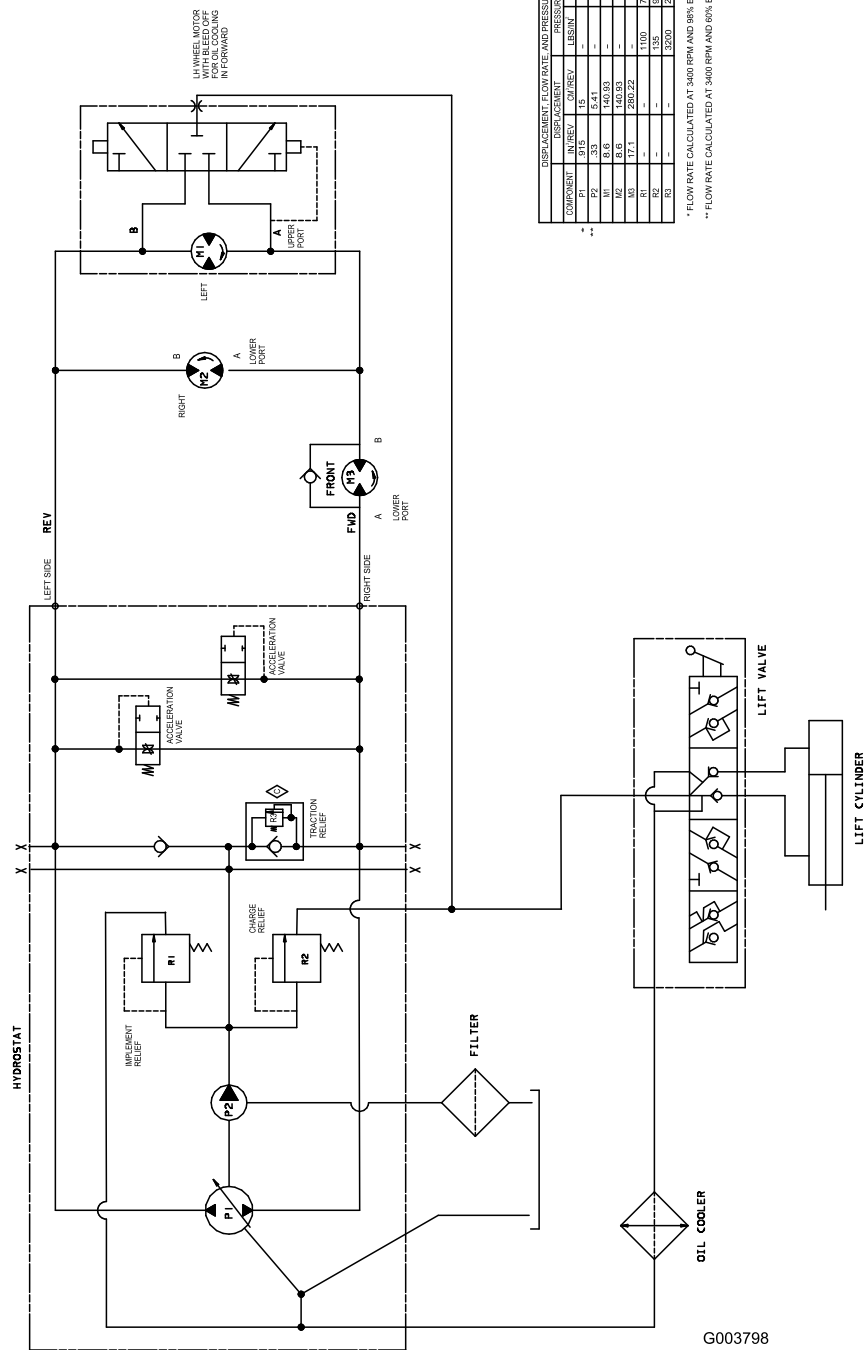 HYDROSTAT
LEFT SIDE
REV
B
IMPLEMENT
RELIEF
R1
ACCELERATION
VALVE
RIGHT
B
M2
A
LOWER
PORT
LEFT
M1
A
UPPER
PORT
LH WHEEL MOTOR
WITH BLEED OFF
FOR OIL COOLING
IN FORWARD
P1
P2
CHARGE
RELIEF
R2
R3
C
TRACTION
RELIEF
ACCELERATION
VALVE
RIGHT SIDE
FWD
FRONT
M3
A
LOWER
PORT
B
FILTER
OIL COOLER
LIFT VALVE
LIFT CYLINDER
DISPLACEMENT, FLOW RATE, AND PRESSU
DISPLACEMENT PRESSURE
COMPONENT IN³/REV CM³/REV LBS/IN²
* P1 .915 15 –
** P2 .33 5.41 –
M1 8.6 140.93 –
M2 8.6 140.93 –
M3 17.1 280.22 –
R1 – – 1100 7
R2 – – 135 9
R3 – – 3200 2
* FLOW RATE CALCULATED AT 3400 RPM AND 98% E
** FLOW RATE CALCULATED AT 3400 RPM AND 60% E
G003798